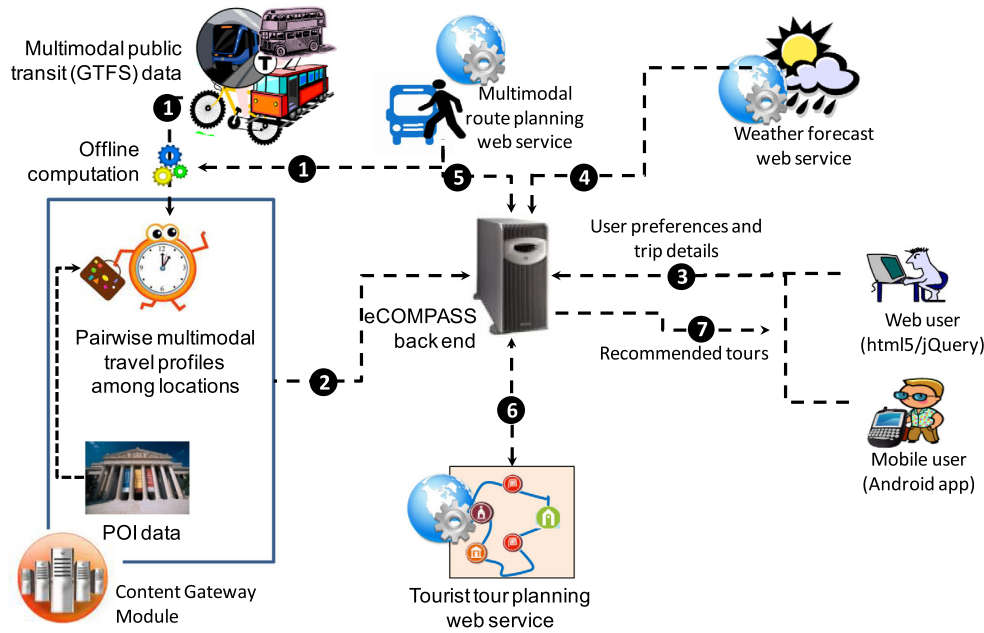 Multimodal public
transit (GTFS) data
T
1
Offline
computation
1
Multimodal
route planning
web service
5
4
Weather forecast
web service
12
Pairwise multimodal
travel profiles
among locations
2
eCOMPASS
back end
User preferences and
trip details
3
7
Recommended tours
Web user
(html5/jQuery)
Mobile user
(Android app)
6
POI data
Content Gateway
Module
Tourist tour planning
web service